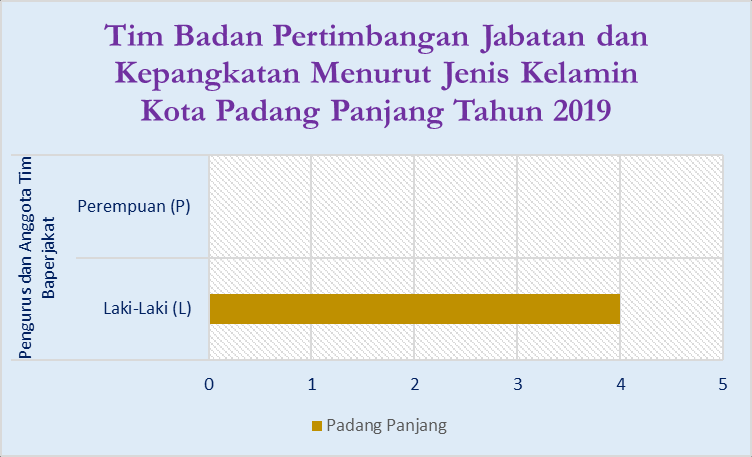 Tim Badan Pertimbangan Jabatan dan
Kepangkatan Menurut Jenis Kelamin
Kota Padang Panjang Tahun 2019
Pengurus dan Anggota Tim
Baperjakat
Perempuan (P)
Laki-Laki (L)
0 1 2 3 4 5
Padang Panjang